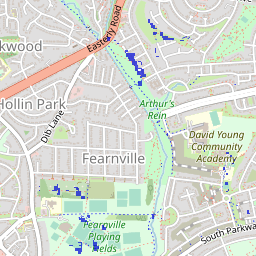 kwood
Easterly Road
Hollin Park
Dib Lane
Arthur's
Rein
David Young
Community
Academy
Fearnville
Fearnville
Playing
Fields
South Parkwa